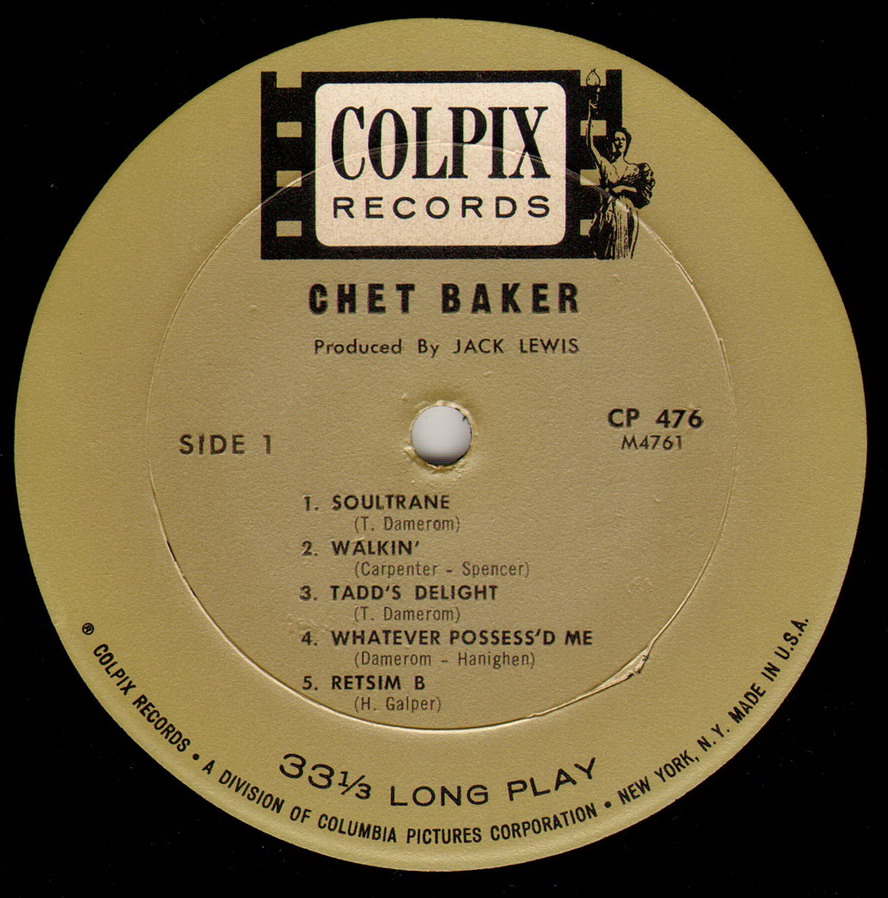 COLPIX
RECORDS
CHET BAKER
Produced By JACK LEWIS
SIDE 1
CP 476
M4761
1. SOULTRANE
(T. Damerom)
2. WALKIN'
(Carpenter - Spencer)
3. TADD'S DELIGHT
(T. Damerom)
4. WHATEVER POSSESS'D ME
(Damerom - Hanighen)
5. RETSIM B
(H. Galper)
33⅓ LONG PLAY
® COLPIX RECORDS • A DIVISION OF COLUMBIA PICTURES CORPORATION • NEW YORK, N.Y. MADE IN U.S.A.